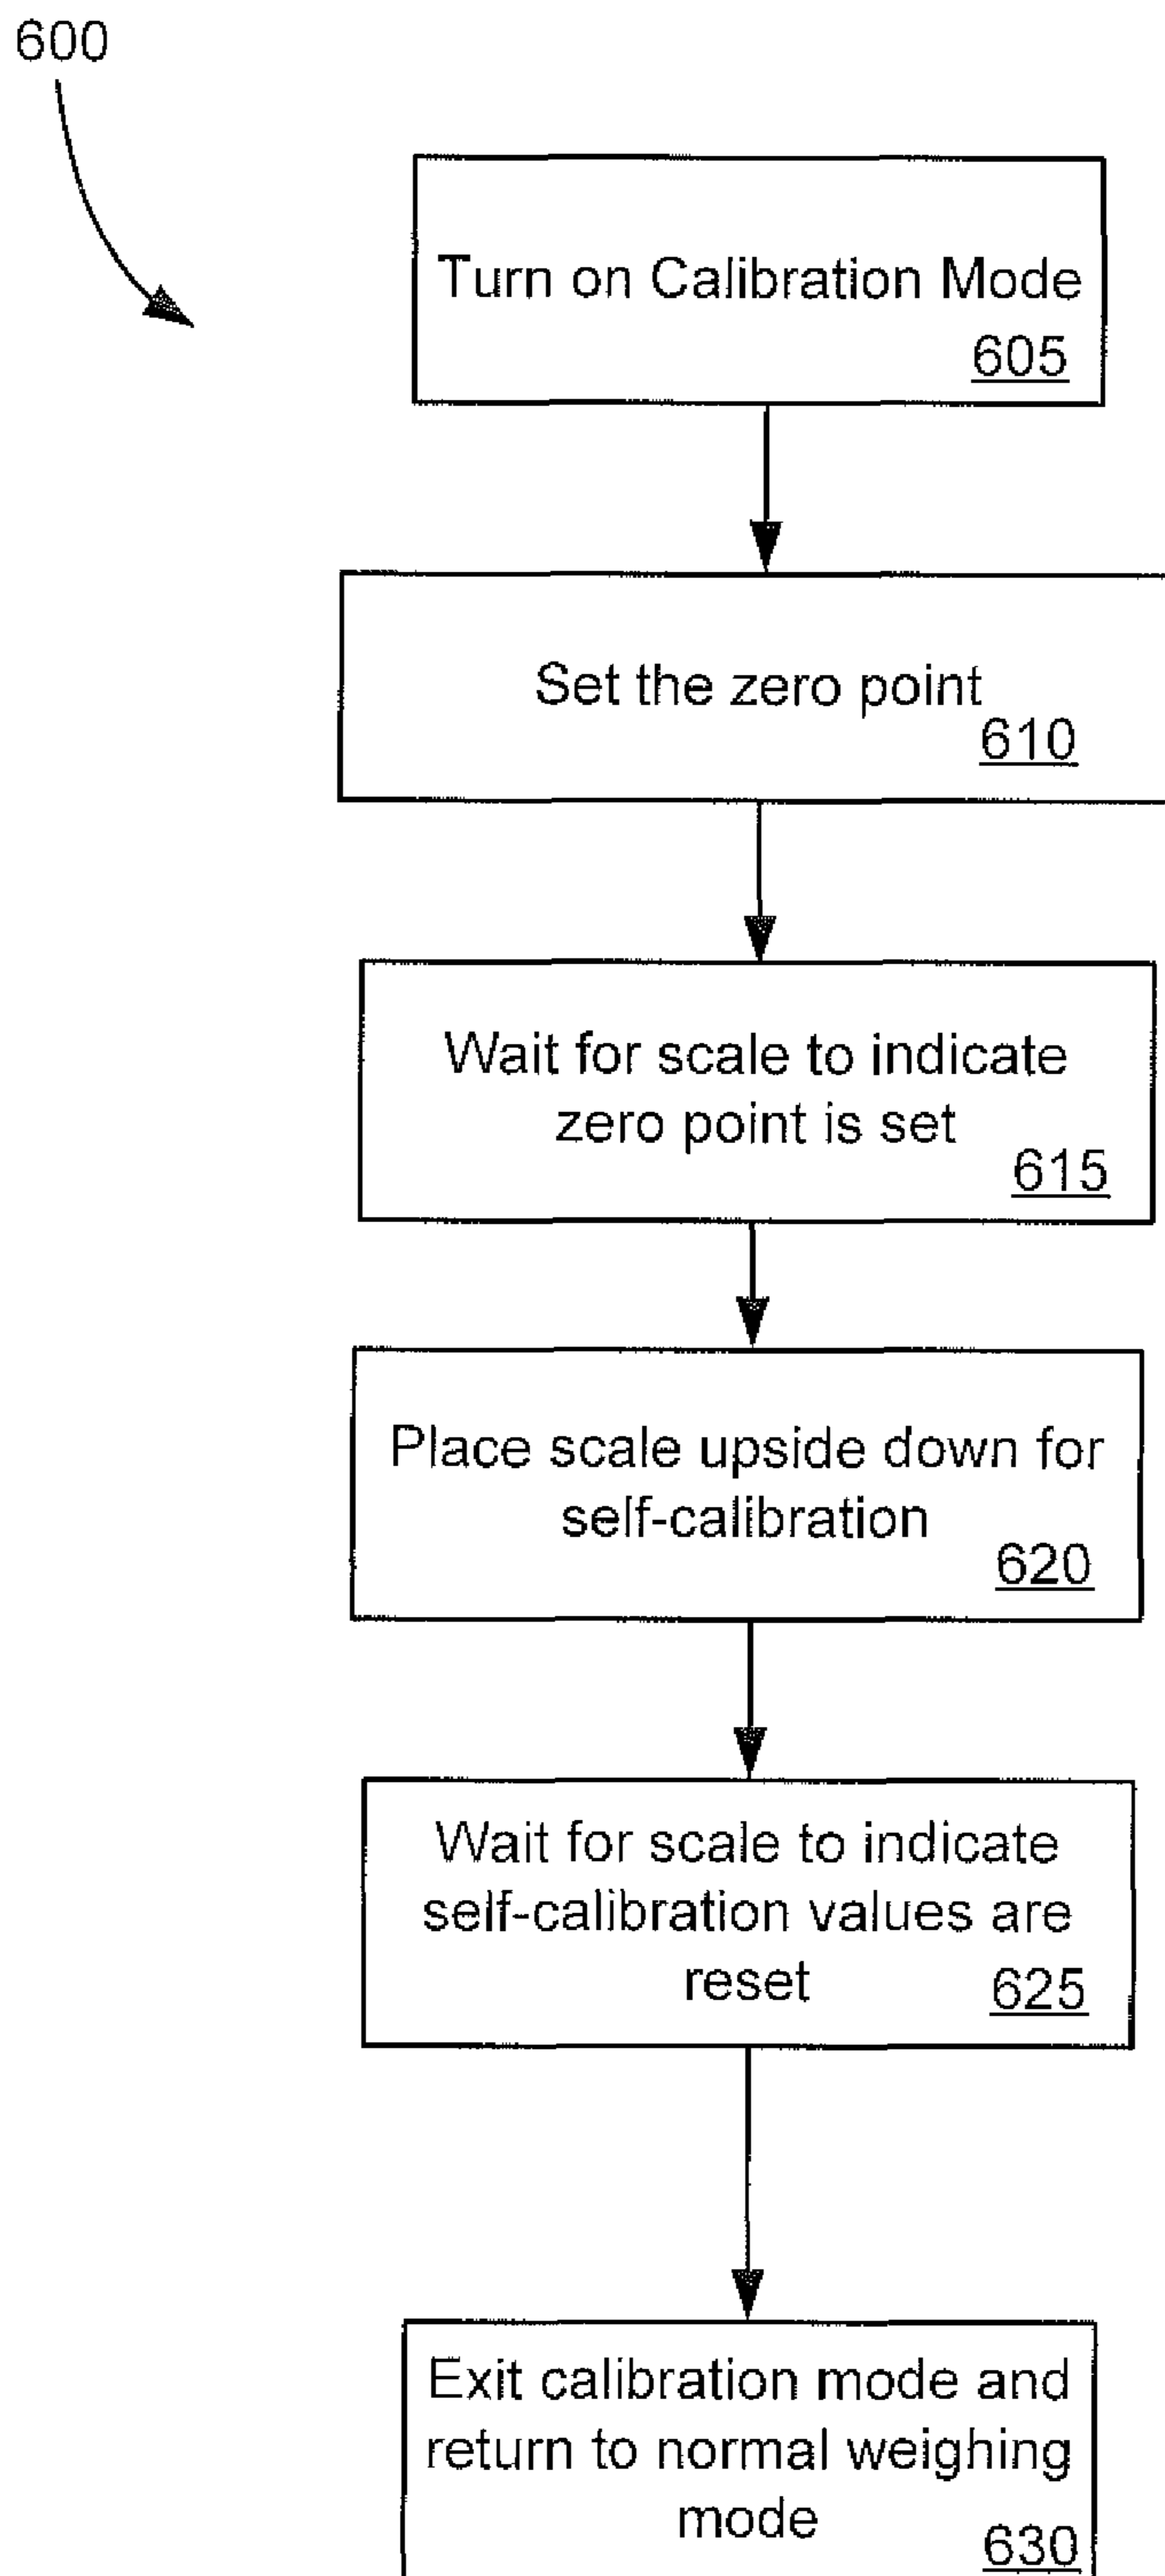 600
Turn on Calibration Mode
605
Set the zero point
610
Wait for scale to indicate
zero point is set
615
Place scale upside down for
self-calibration
620
Wait for scale to indicate
self-calibration values are
reset
625
Exit calibration mode and
return to normal weighing
mode
630